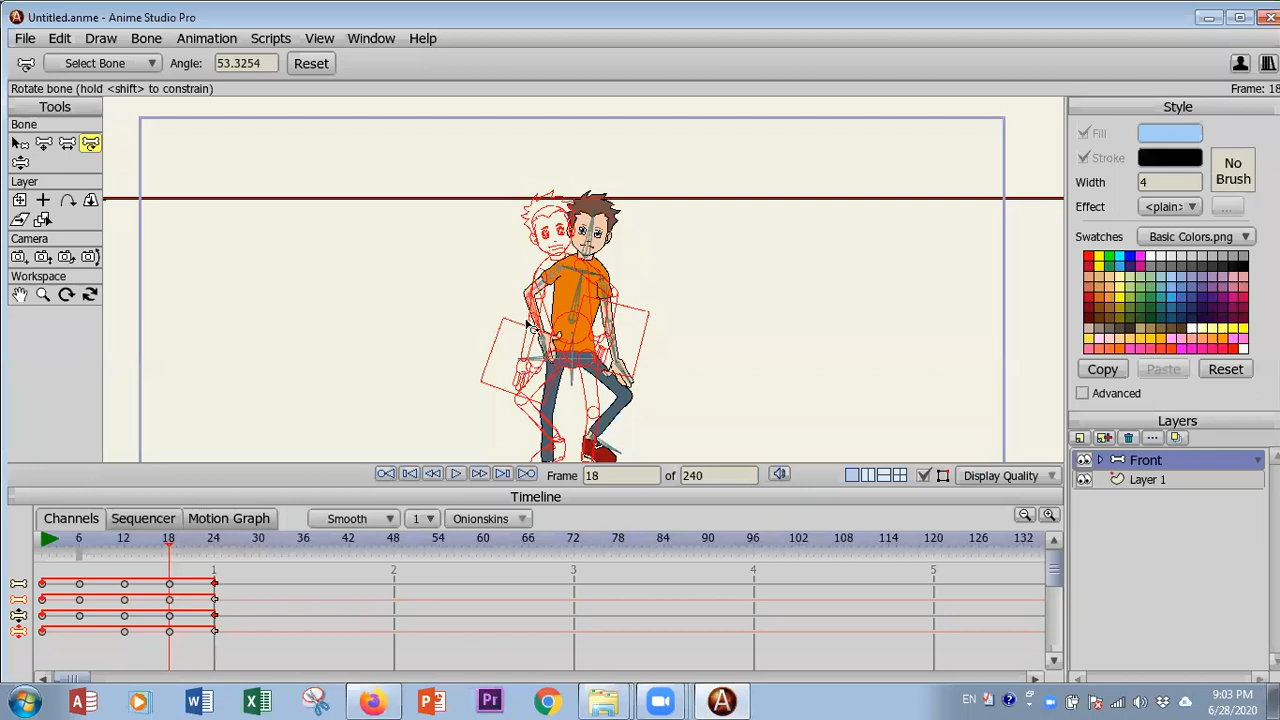 Untitled.anme - Anime Studio Pro
File Edit Draw Bone Animation Scripts View Window Help
Select Bone Angle: 53.3254 Reset
Rotate bone (hold <shift> to constrain) Frame: 18
Tools
Bone
Layer
Camera
Workspace
Style
Fill
Stroke
No Brush
Width 4
Effect <plain> ...
Swatches Basic Colors.png
Copy Paste Reset
Advanced
Layers
Front
Layer 1
Frame 18 of 240 Display Quality
Timeline
Channels Sequencer Motion Graph Smooth 1 Onionskins
6 12 18 24 30 36 42 48 54 60 66 72 78 84 90 96 102 108 114 120 126 132
1 2 3 4 5
EN 9:03 PM
6/28/2020